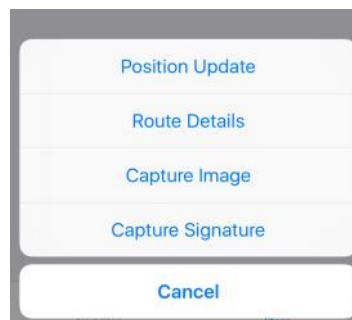 Position Update
Route Details
Capture Image
Capture Signature
Cancel